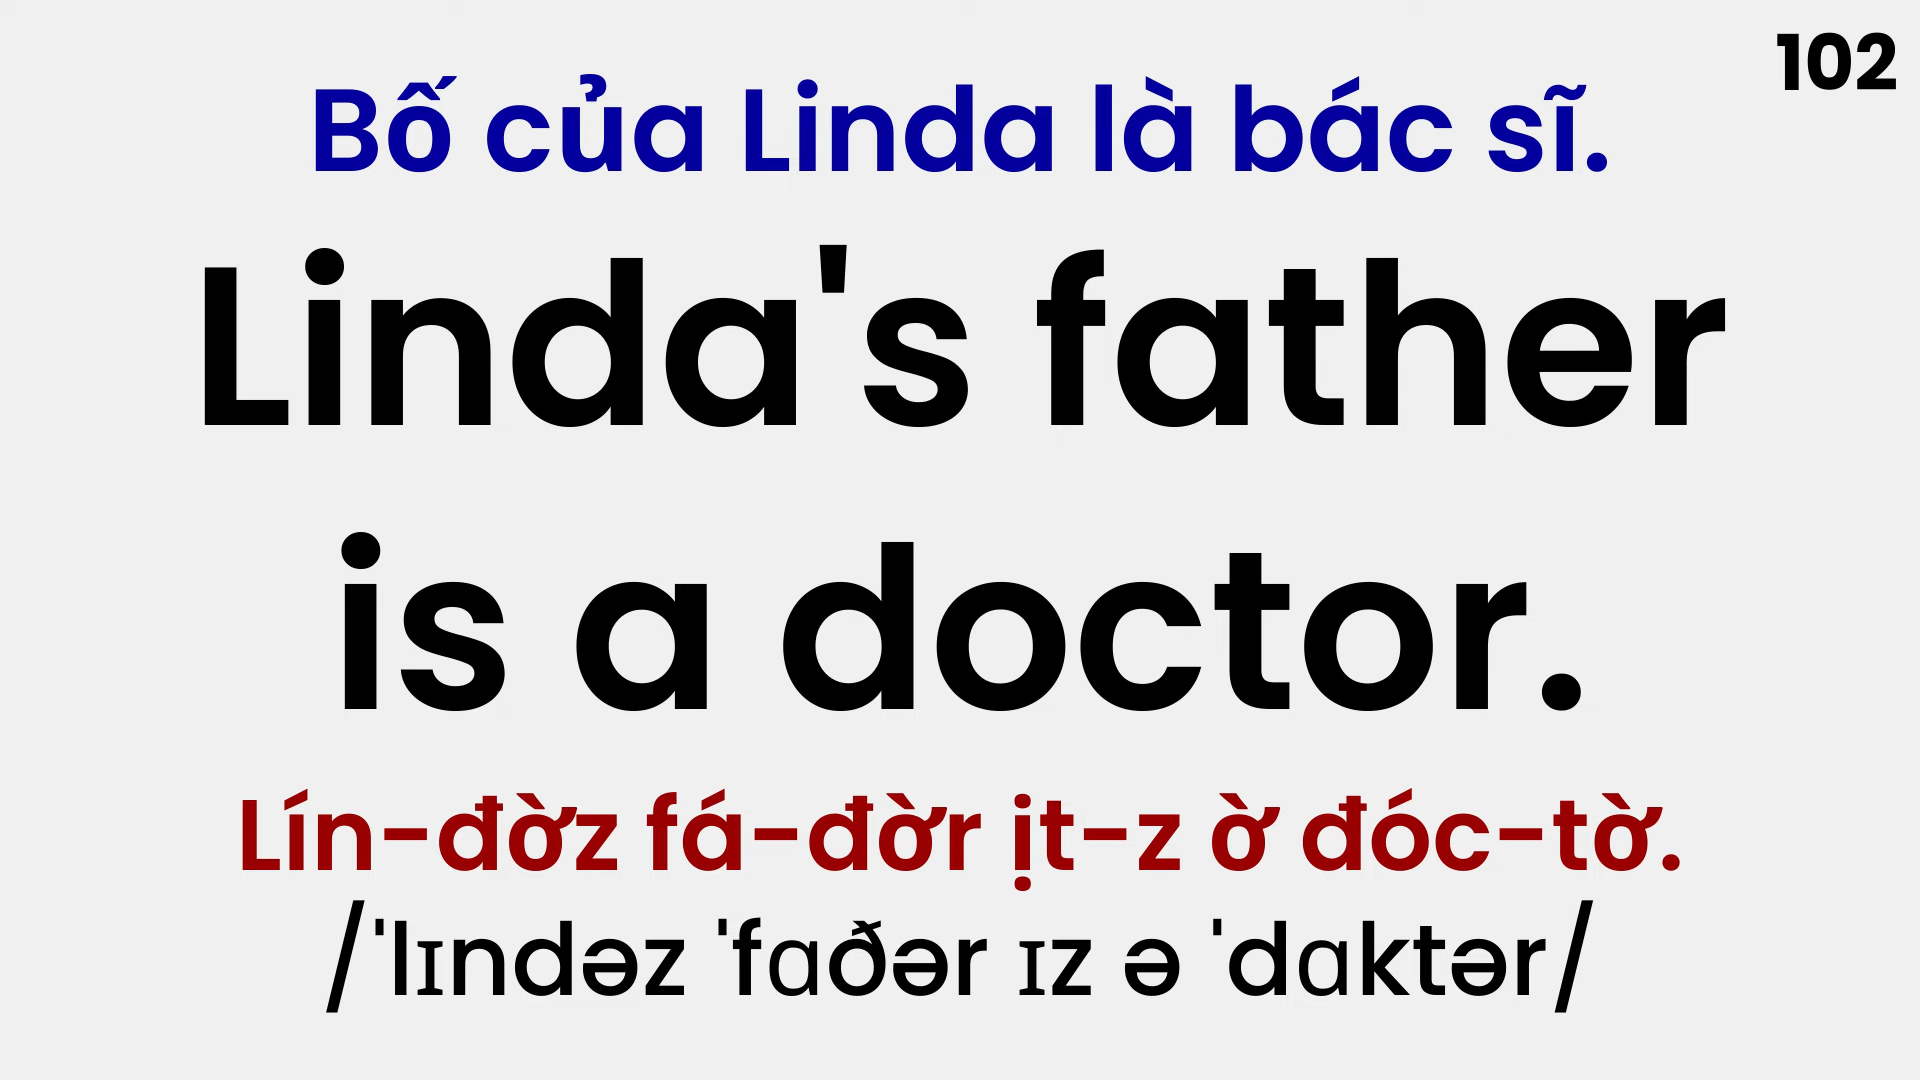 102
Bố của Linda là bác sĩ.
Linda's father
is a doctor.
Lín-đờz fá-đờr ịt-z ờ đóc-tờ.
/ˈlɪndəz ˈfɑðər ɪz ə ˈdɑktər/